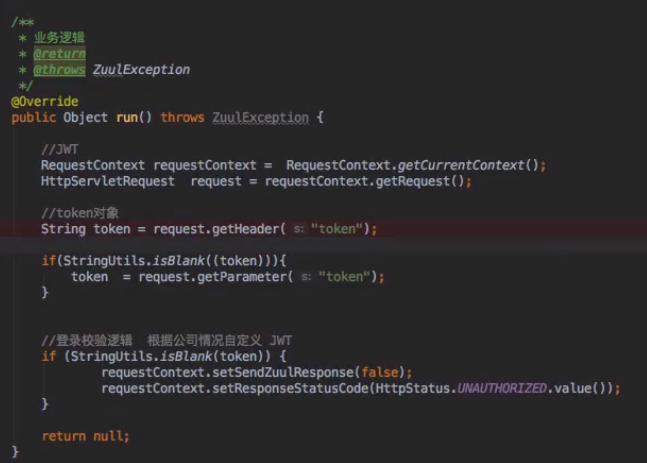 /**
 * 业务逻辑
 * @return
 * @throws ZuulException
 */
@Override
public Object run() throws ZuulException {
//JWT
RequestContext requestContext =  RequestContext.getCurrentContext();
HttpServletRequest  request = requestContext.getRequest();
//token对象
String token = request.getHeader( s: "token");
if(StringUtils.isBlank((token))){
token  = request.getParameter( s: "token");
}
//登录校验逻辑  根据公司情况自定义 JWT
if (StringUtils.isBlank(token)) {
requestContext.setSendZuulResponse(false);
requestContext.setResponseStatusCode(HttpStatus.UNAUTHORIZED.value());
}
return null;
}